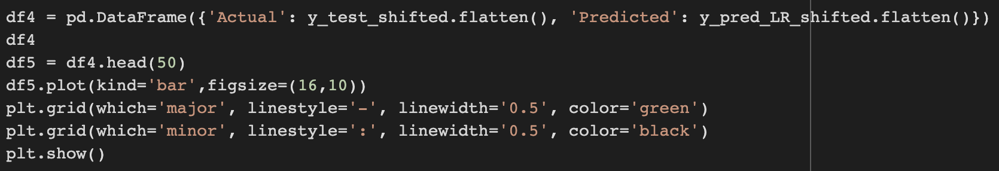 df4 = pd.DataFrame({'Actual': y_test_shifted.flatten(), 'Predicted': y_pred_LR_shifted.flatten()})
df4
df5 = df4.head(50)
df5.plot(kind='bar',figsize=(16,10))
plt.grid(which='major', linestyle='-', linewidth='0.5', color='green')
plt.grid(which='minor', linestyle=':', linewidth='0.5', color='black')
plt.show()